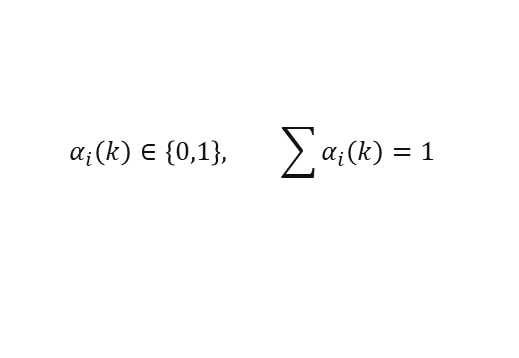 αᵢ(k) ∈ {0,1}, ∑ αᵢ(k) = 1